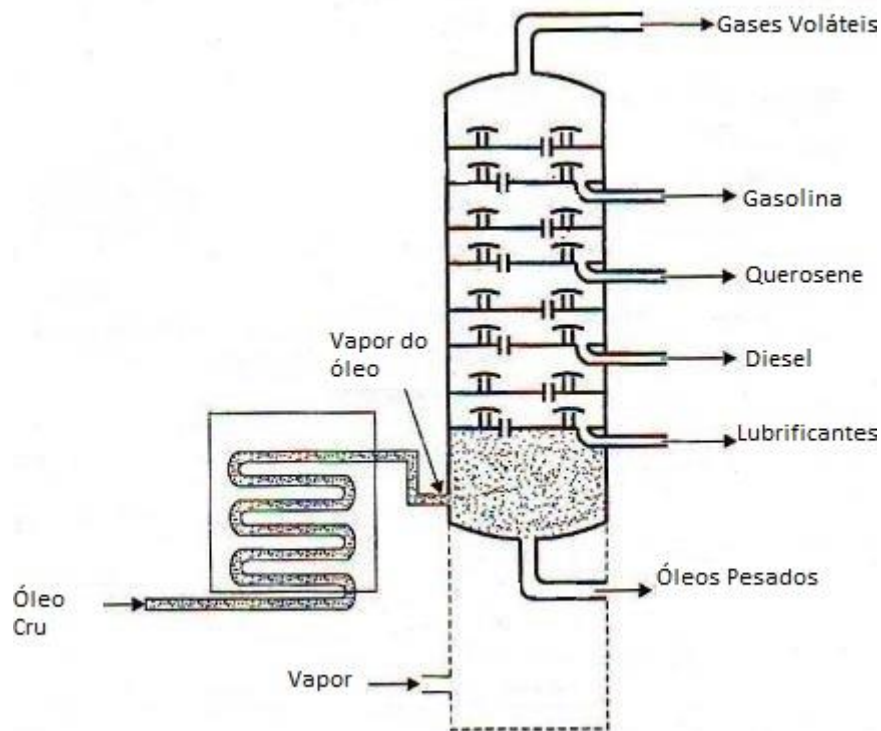 Gases Voláteis
Gasolina
Querosene
Vapor do
óleo
Diesel
Lubrificantes
Óleos Pesados
Óleo
Cru
Vapor